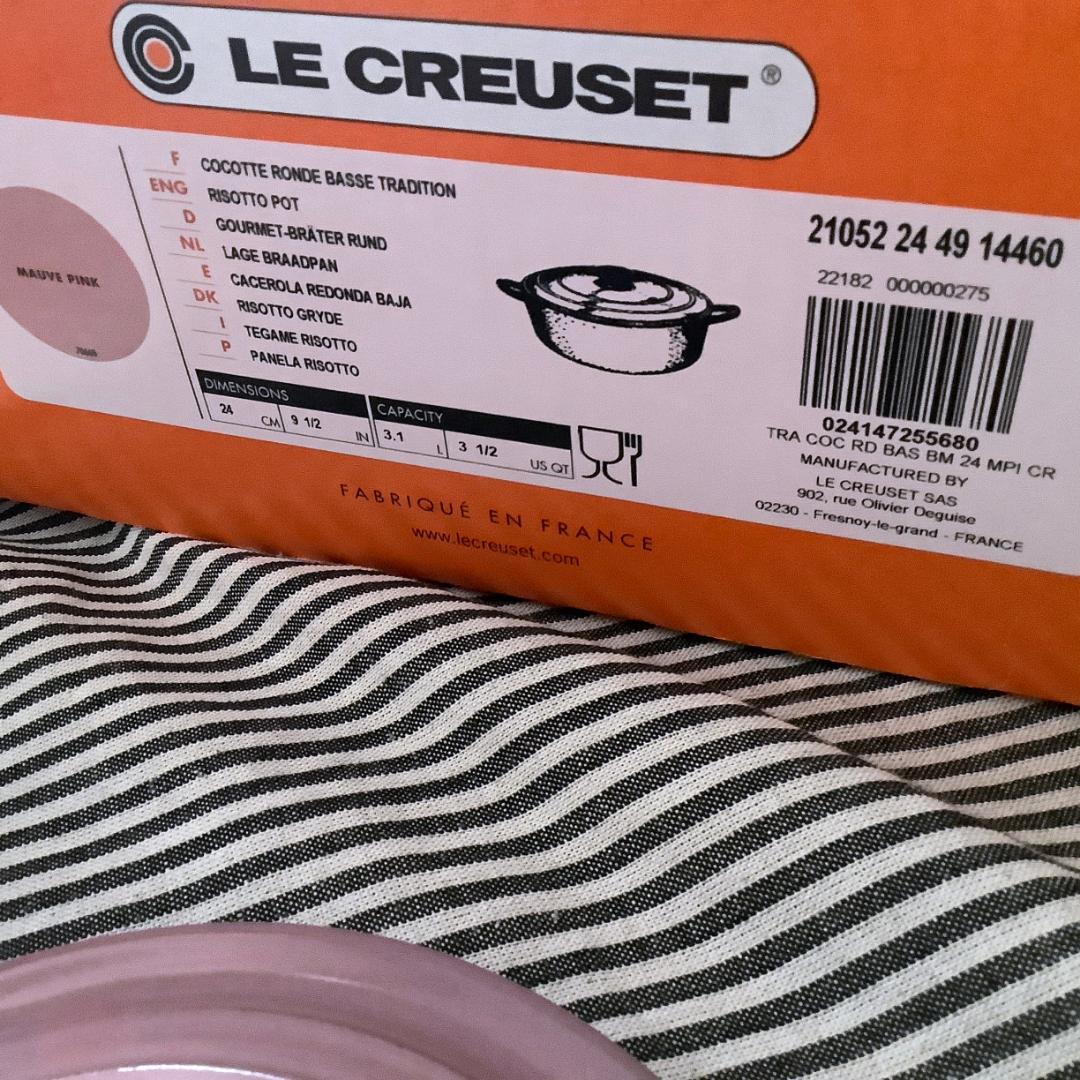 LE CREUSET ®
MAUVE PINK
F COCOTTE RONDE BASSE TRADITION
ENG RISOTTO POT
D GOURMET-BRÄTER RUND
NL LAGE BRAADPAN
E CACEROLA REDONDA BAJA
DK RISOTTO GRYDE
I TEGAME RISOTTO
P PANELA RISOTTO
DIMENSIONS CAPACITY
24 CM 9 1/2 IN 3.1 L 3 1/2 US QT
21052 24 49 14460
22182 000000275
024147255680
TRA COC RD BAS BM 24 MPI CR
MANUFACTURED BY
LE CREUSET SAS
902, rue Olivier Deguise
02230 - Fresnoy-le-grand - FRANCE
FABRIQUÉ EN FRANCE
www.lecreuset.com